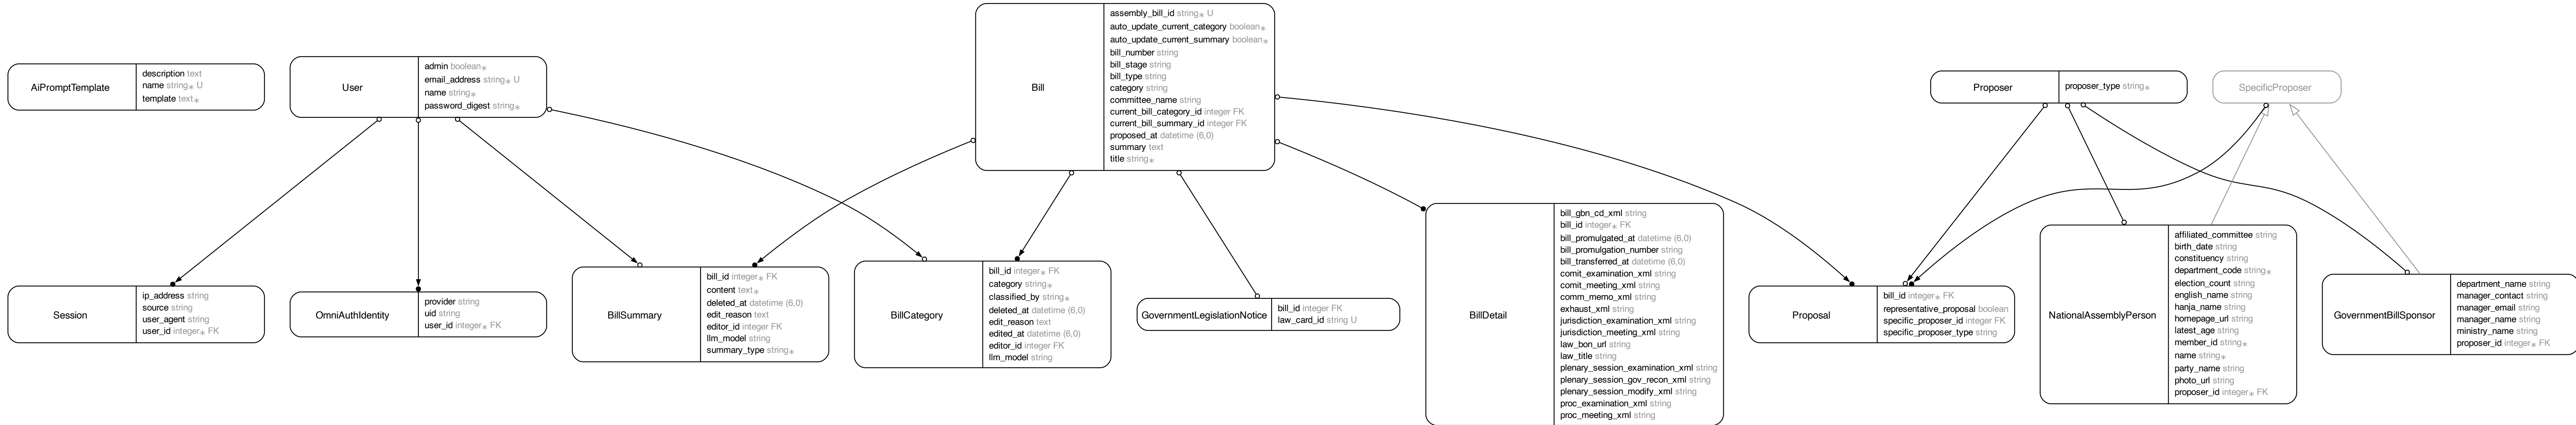 AiPromptTemplate
description text
name string* U
template text*
User
admin boolean*
email_address string* U
name string*
password_digest string*
Bill
assembly_bill_id string* U
auto_update_current_category boolean*
auto_update_current_summary boolean*
bill_number string
bill_stage string
bill_type string
category string
committee_name string
current_bill_category_id integer FK
current_bill_summary_id integer FK
proposed_at datetime (6,0)
summary text
title string*
Proposer
proposer_type string*
SpecificProposer
Session
ip_address string
source string
user_agent string
user_id integer* FK
OmniAuthIdentity
provider string
uid string
user_id integer* FK
BillSummary
bill_id integer* FK
content text*
deleted_at datetime (6,0)
edit_reason text
editor_id integer FK
llm_model string
summary_type string*
BillCategory
bill_id integer* FK
category string*
classified_by string*
deleted_at datetime (6,0)
edit_reason text
edited_at datetime (6,0)
editor_id integer FK
llm_model string
GovernmentLegislationNotice
bill_id integer FK
law_card_id string U
BillDetail
bill_gbn_cd_xml string
bill_id integer* FK
bill_promulgated_at datetime (6,0)
bill_promulgation_number string
bill_transferred_at datetime (6,0)
comit_examination_xml string
comit_meeting_xml string
comm_memo_xml string
exhaust_xml string
jurisdiction_examination_xml string
jurisdiction_meeting_xml string
law_bon_url string
law_title string
plenary_session_examination_xml string
plenary_session_gov_recon_xml string
plenary_session_modify_xml string
proc_examination_xml string
proc_meeting_xml string
Proposal
bill_id integer* FK
representative_proposal boolean
specific_proposer_id integer FK
specific_proposer_type string
NationalAssemblyPerson
affiliated_committee string
birth_date string
constituency string
department_code string*
election_count string
english_name string
hanja_name string
homepage_url string
latest_age string
member_id string*
name string*
party_name string
photo_url string
proposer_id integer* FK
GovernmentBillSponsor
department_name string
manager_contact string
manager_email string
manager_name string
ministry_name string
proposer_id integer* FK